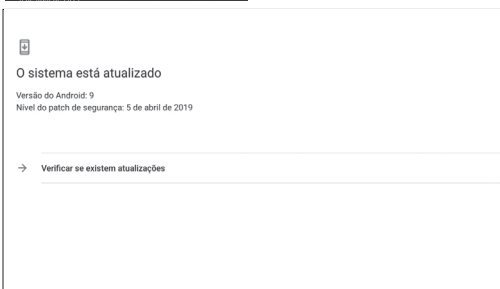 O sistema está atualizado
Versão do Android: 9
Nível do patch de segurança: 5 de abril de 2019
Verificar se existem atualizações